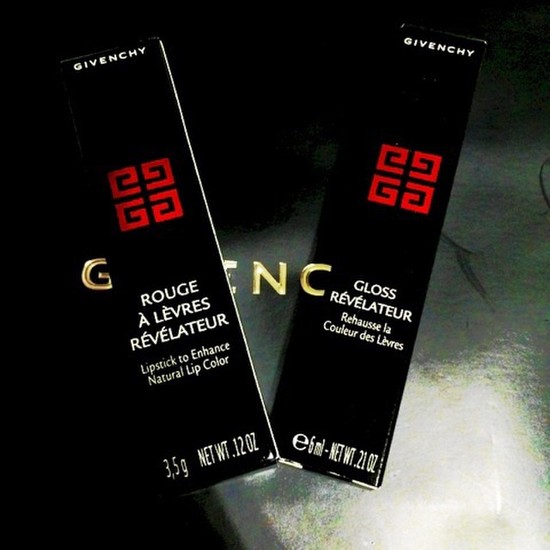 GIVENCHY
ROUGE
À LÈVRES
RÉVÉLATEUR
Lipstick to Enhance
Natural Lip Color
3,5g NET WT. .12 OZ
GIVENCHY
GLOSS
RÉVÉLATEUR
Rehausse la
Couleur des Lèvres
℮6ml-NET WT. .21 OZ
G ENC